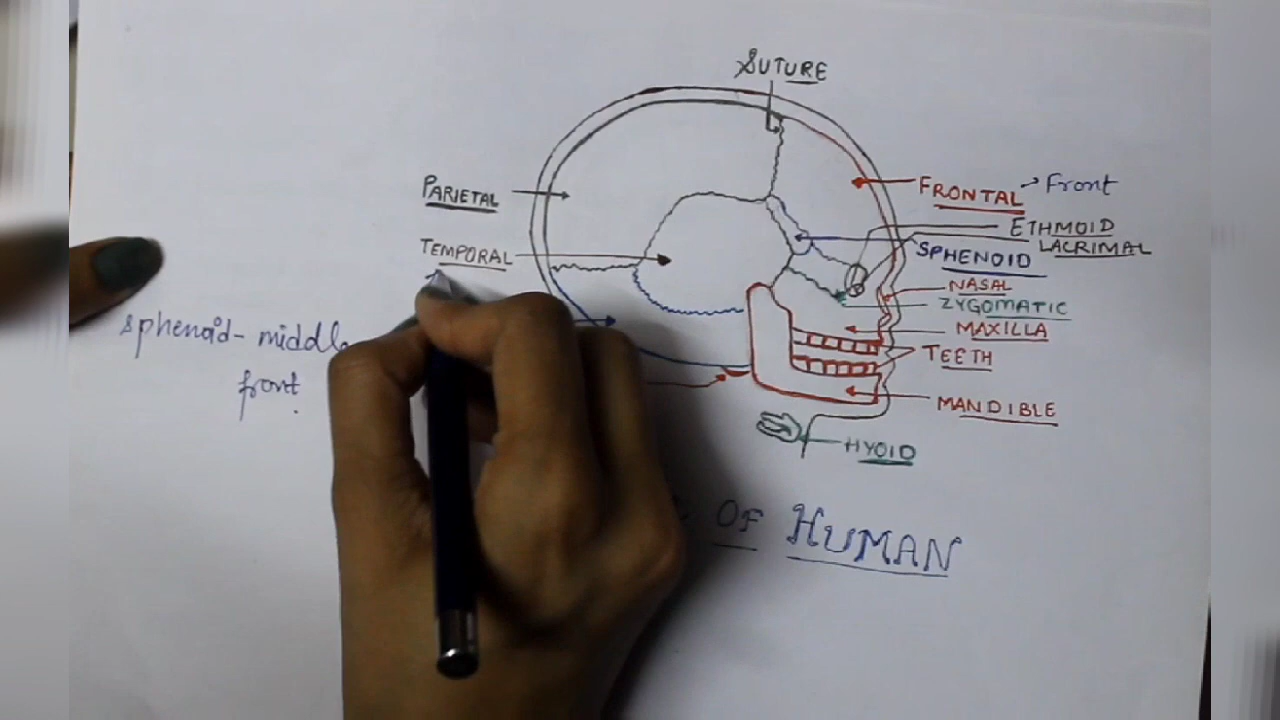 SUTURE
PARIETAL
FRONTAL → Front
ETHMOID
LACRIMAL
TEMPORAL
SPHENOID
NASAL
ZYGOMATIC
MAXILLA
TEETH
sphenoid - middle
front.
MANDIBLE
HYOID
OF HUMAN